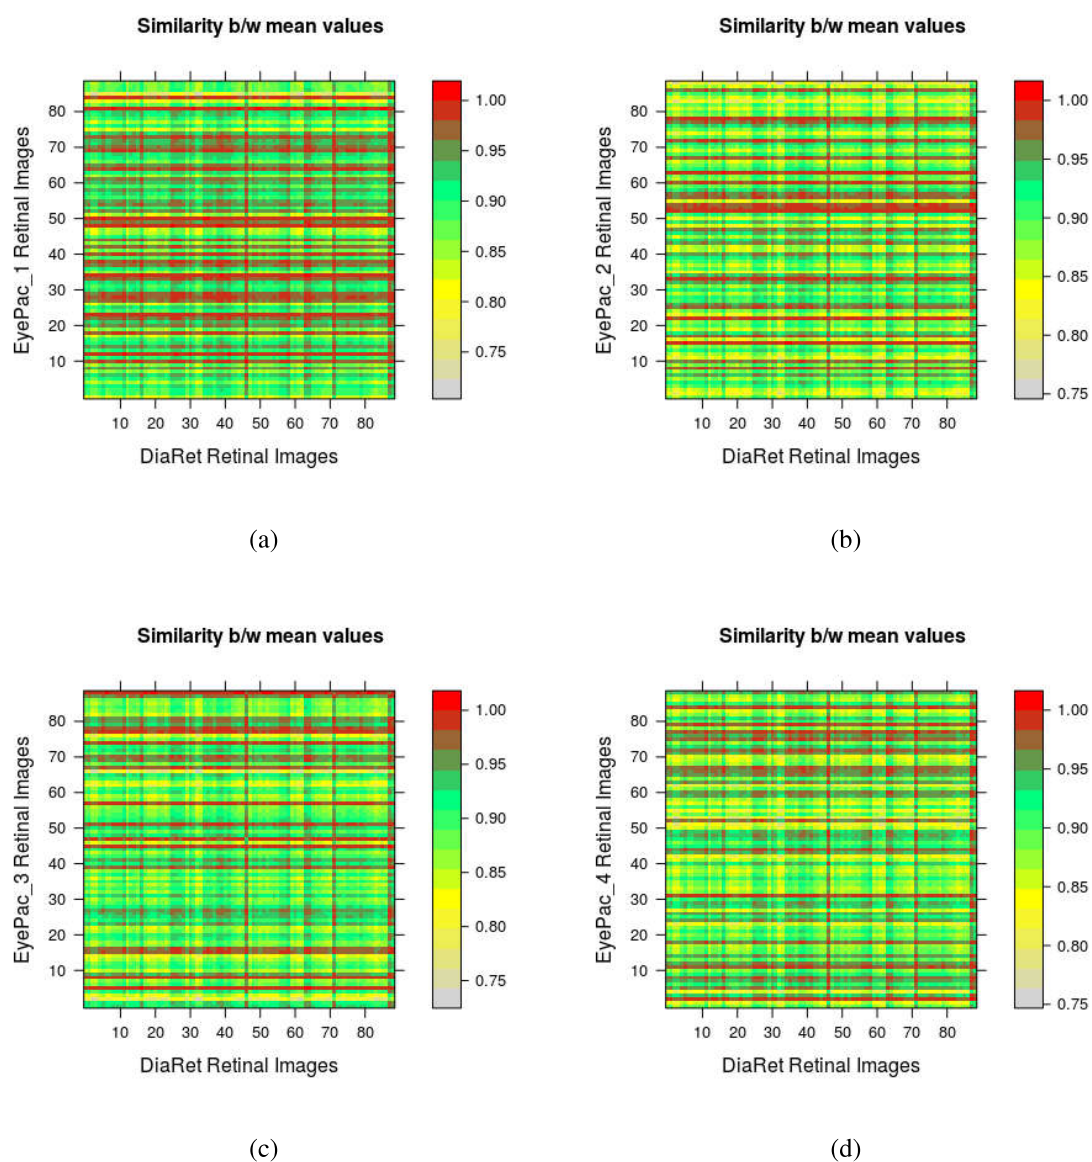 Similarity b/w mean values
EyePac_1 Retinal Images
80
70
60
50
40
30
20
10
10 20 30 40 50 60 70 80
DiaRet Retinal Images
1.00
0.95
0.90
0.85
0.80
0.75
(a)
Similarity b/w mean values
EyePac_2 Retinal Images
80
70
60
50
40
30
20
10
10 20 30 40 50 60 70 80
DiaRet Retinal Images
1.00
0.95
0.90
0.85
0.80
0.75
(b)
Similarity b/w mean values
EyePac_3 Retinal Images
80
70
60
50
40
30
20
10
10 20 30 40 50 60 70 80
DiaRet Retinal Images
1.00
0.95
0.90
0.85
0.80
0.75
(c)
Similarity b/w mean values
EyePac_4 Retinal Images
80
70
60
50
40
30
20
10
10 20 30 40 50 60 70 80
DiaRet Retinal Images
1.00
0.95
0.90
0.85
0.80
0.75
(d)